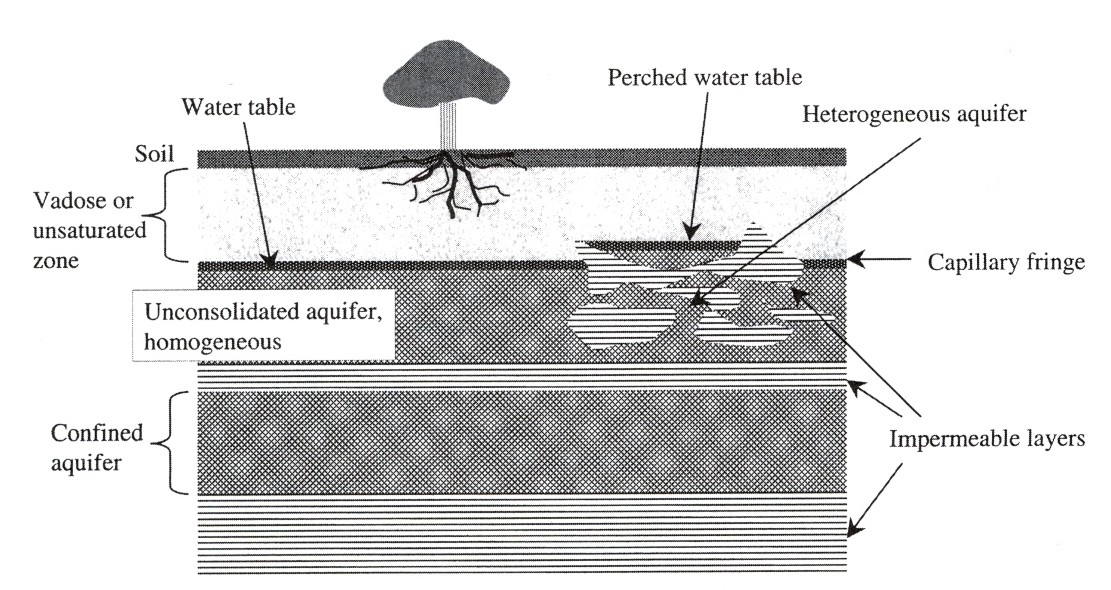 Perched water table
Water table
Heterogeneous aquifer
Soil
Vadose or
unsaturated
zone
Capillary fringe
Unconsolidated aquifer,
homogeneous
Confined
aquifer
Impermeable layers